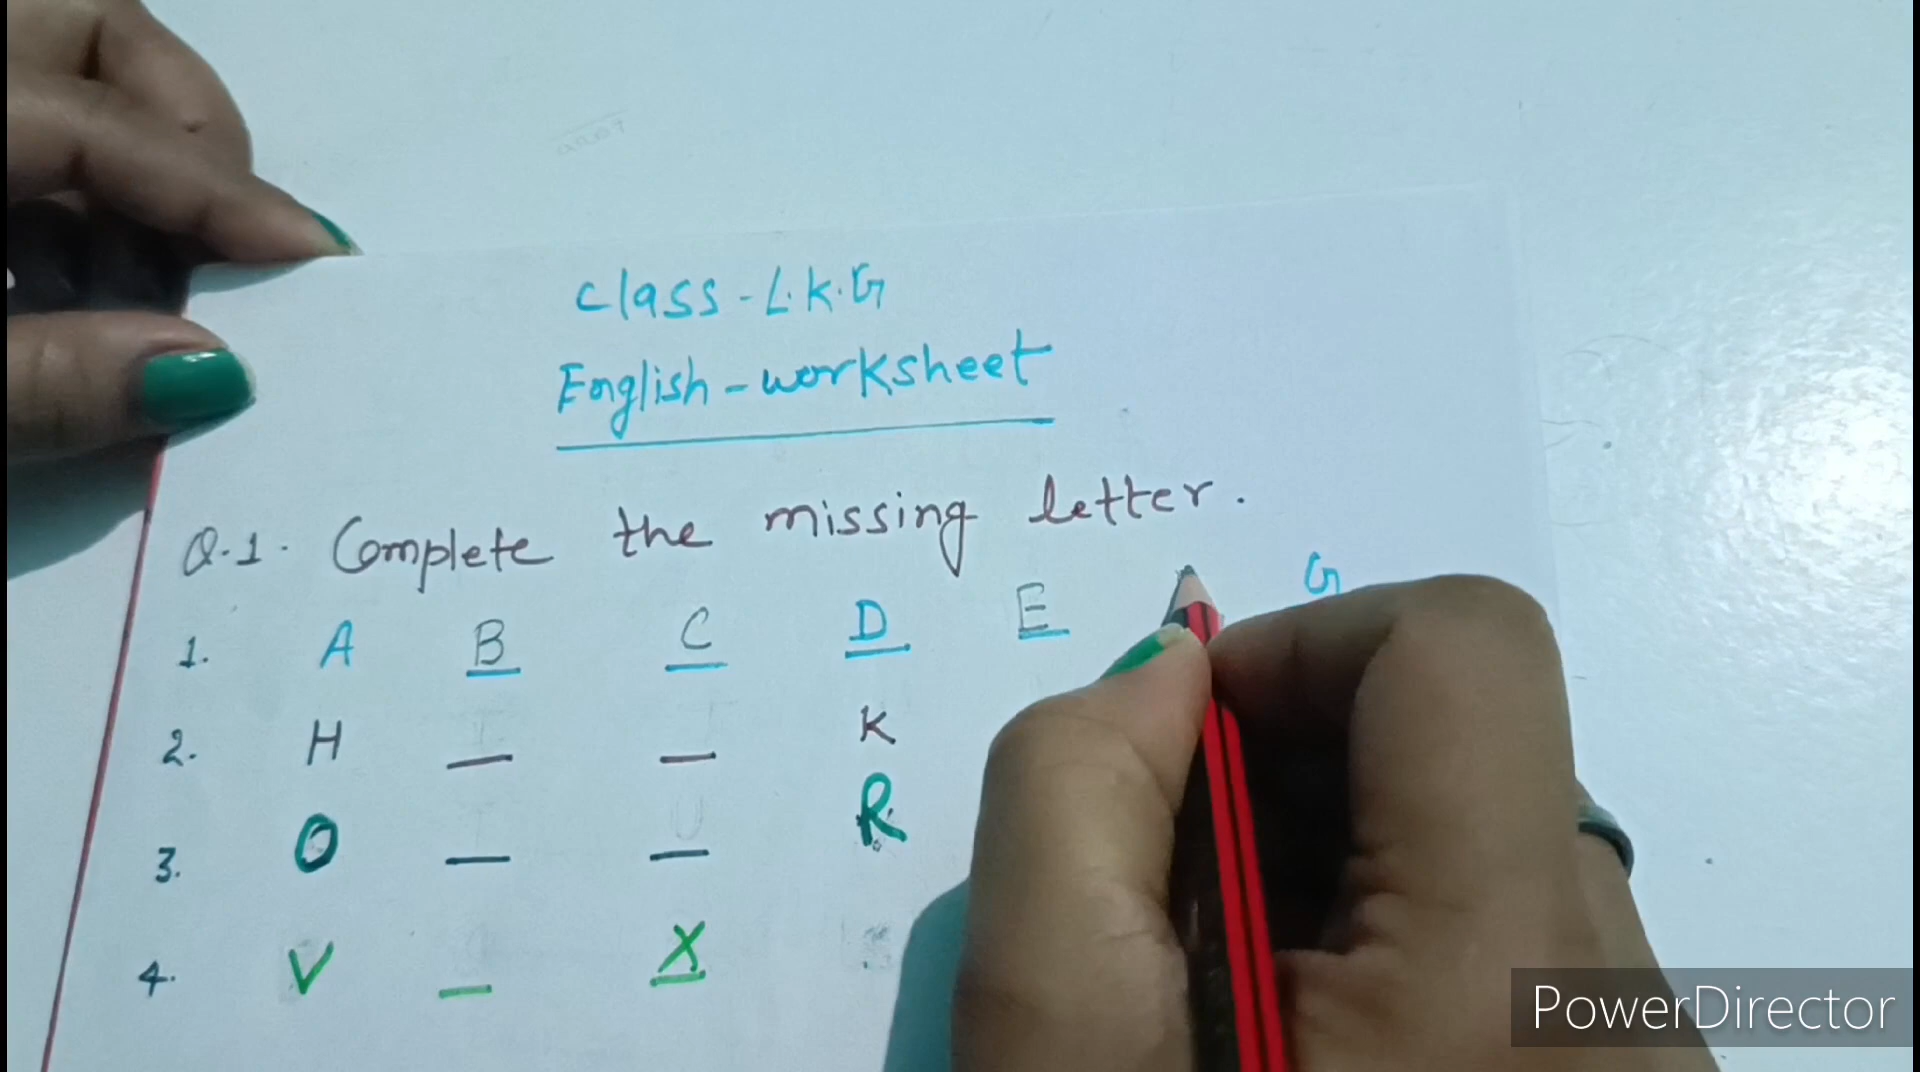 Class - L.K.G
English - worksheet
Q.1. Complete the missing letter.
1. A B C D E G
2. H _ _ K
3. O _ _ R
4. V _ X
PowerDirector